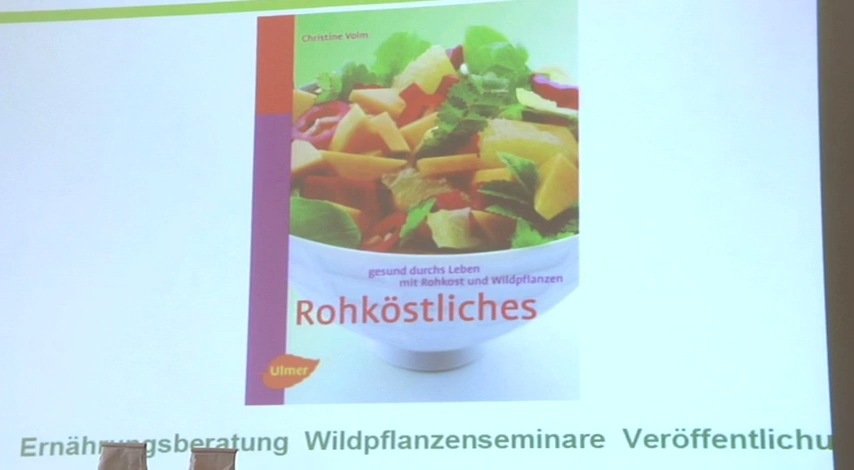 Christine Volm
gesund durchs Leben
mit Rohkost und Wildpflanzen
Rohköstliches
Ulmer
Ernährungsberatung Wildpflanzenseminare Veröffentlichu